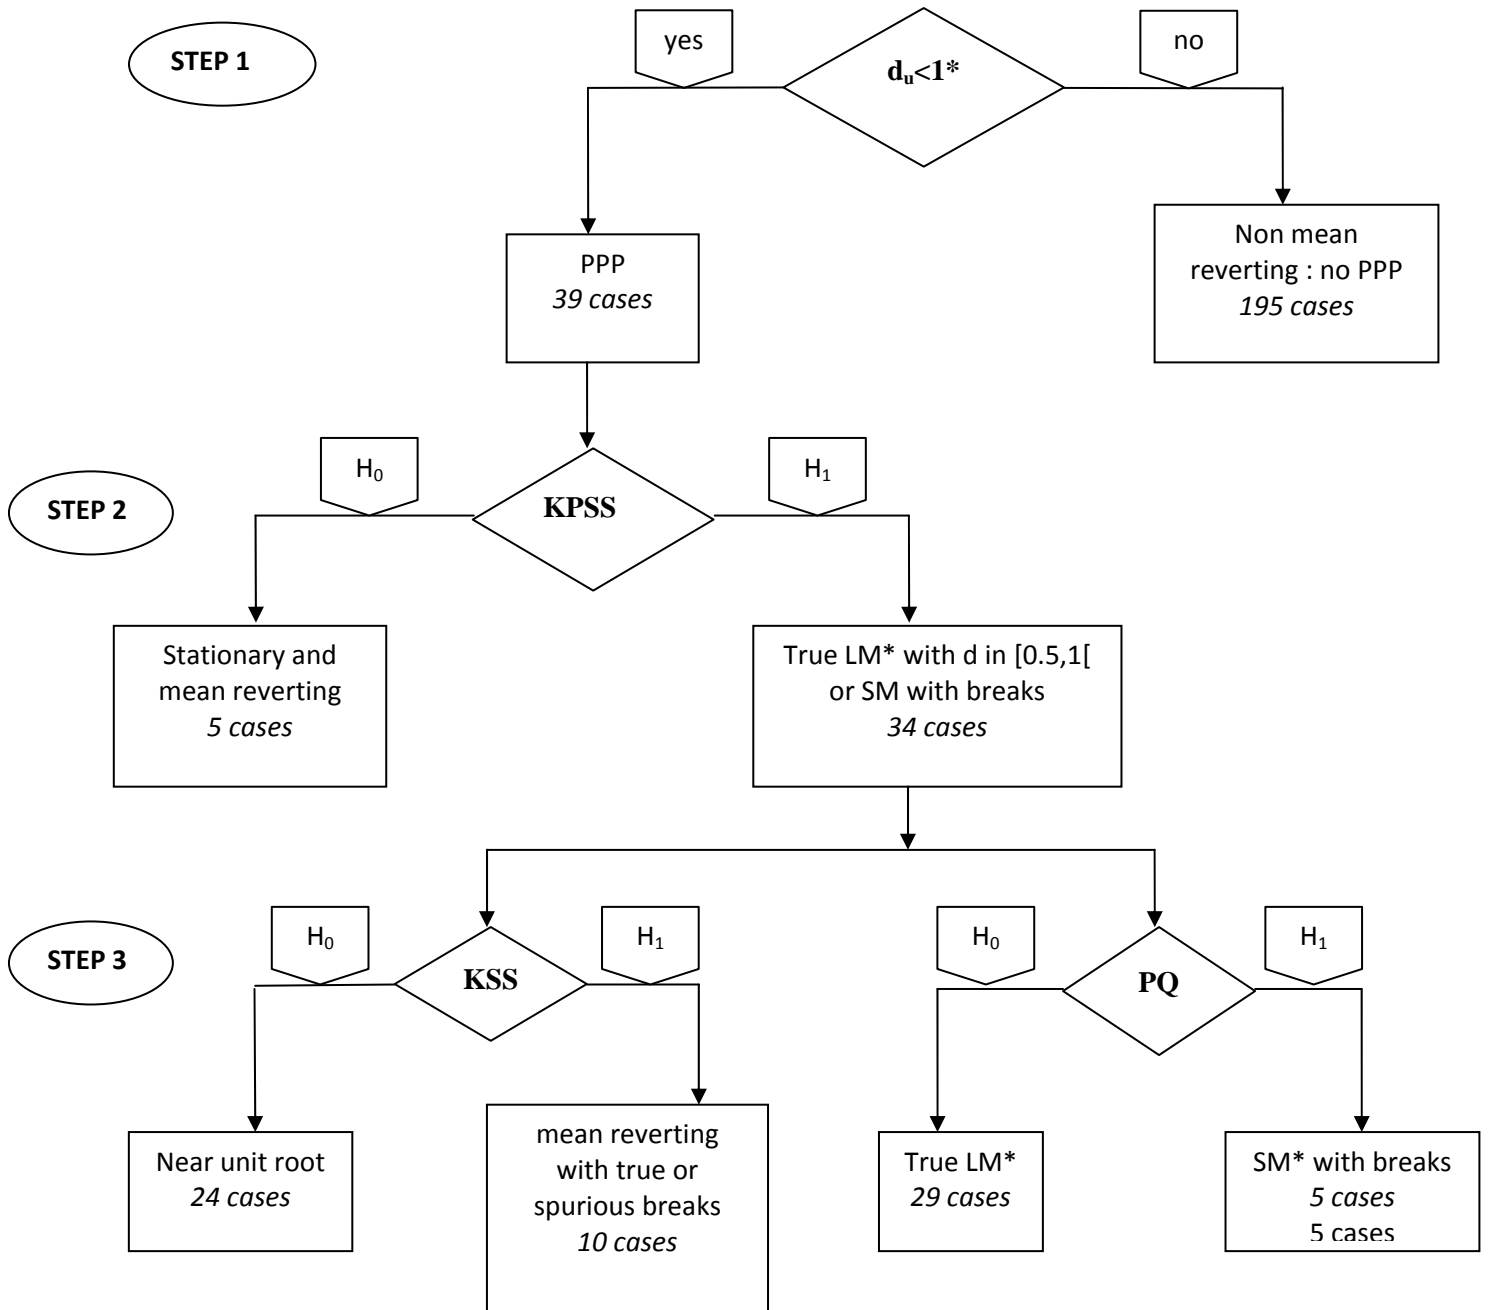 STEP 1
yes
d_u<1*
no
PPP
39 cases
Non mean
reverting : no PPP
195 cases
STEP 2
H₀
KPSS
H₁
Stationary and
mean reverting
5 cases
True LM* with d in [0.5,1[
or SM with breaks
34 cases
STEP 3
H₀
KSS
H₁
H₀
PQ
H₁
Near unit root
24 cases
mean reverting
with true or
spurious breaks
10 cases
True LM*
29 cases
SM* with breaks
5 cases
5 cases